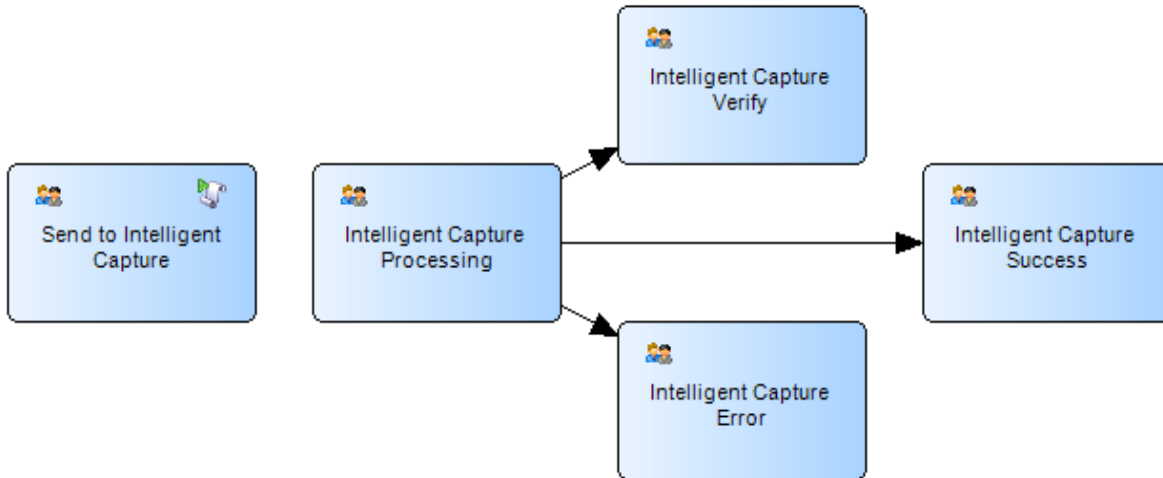 Intelligent Capture
Verify
Send to Intelligent
Capture
Intelligent Capture
Processing
Intelligent Capture
Success
Intelligent Capture
Error